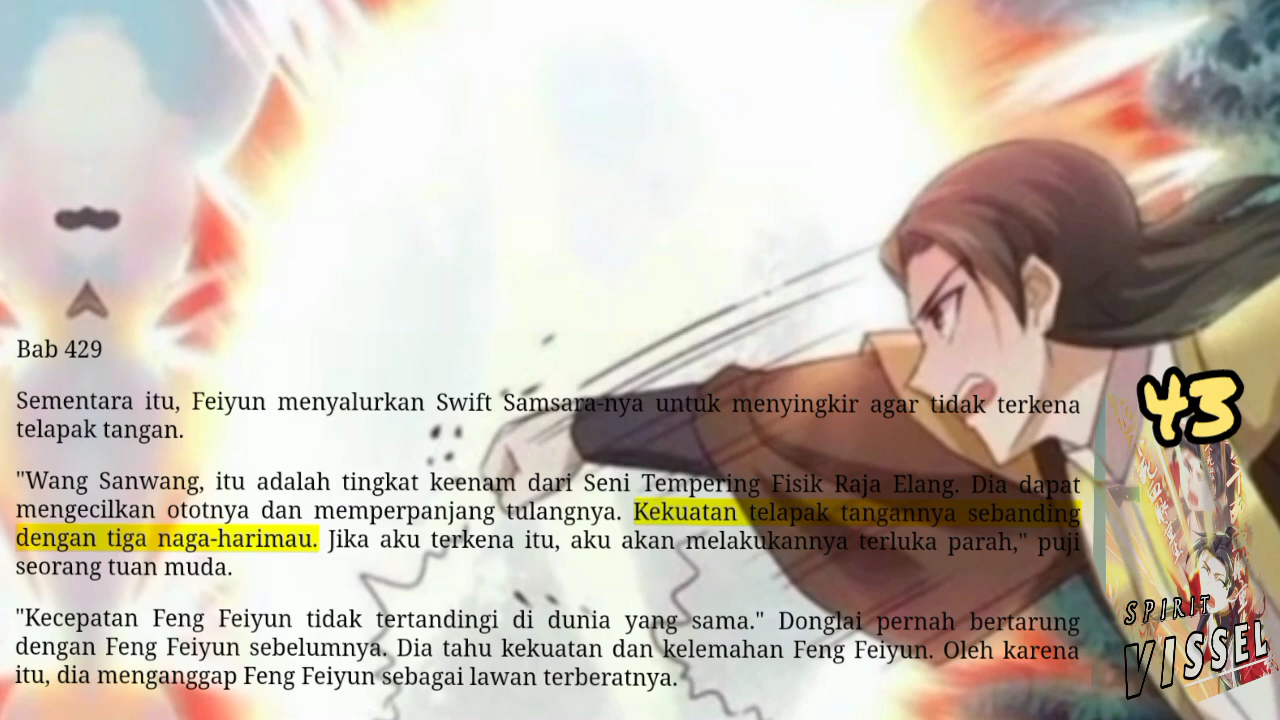 Bab 429
Sementara itu, Feiyun menyalurkan Swift Samsara-nya untuk menyingkir agar tidak terkena
telapak tangan.
"Wang Sanwang, itu adalah tingkat keenam dari Seni Tempering Fisik Raja Elang. Dia dapat
mengecilkan ototnya dan memperpanjang tulangnya. Kekuatan telapak tangannya sebanding
dengan tiga naga-harimau. Jika aku terkena itu, aku akan melakukannya terluka parah," puji
seorang tuan muda.
"Kecepatan Feng Feiyun tidak tertandingi di dunia yang sama." Donglai pernah bertarung
dengan Feng Feiyun sebelumnya. Dia tahu kekuatan dan kelemahan Feng Feiyun. Oleh karena
itu, dia menganggap Feng Feiyun sebagai lawan terberatnya.
43
SPIRIT
VISSEL